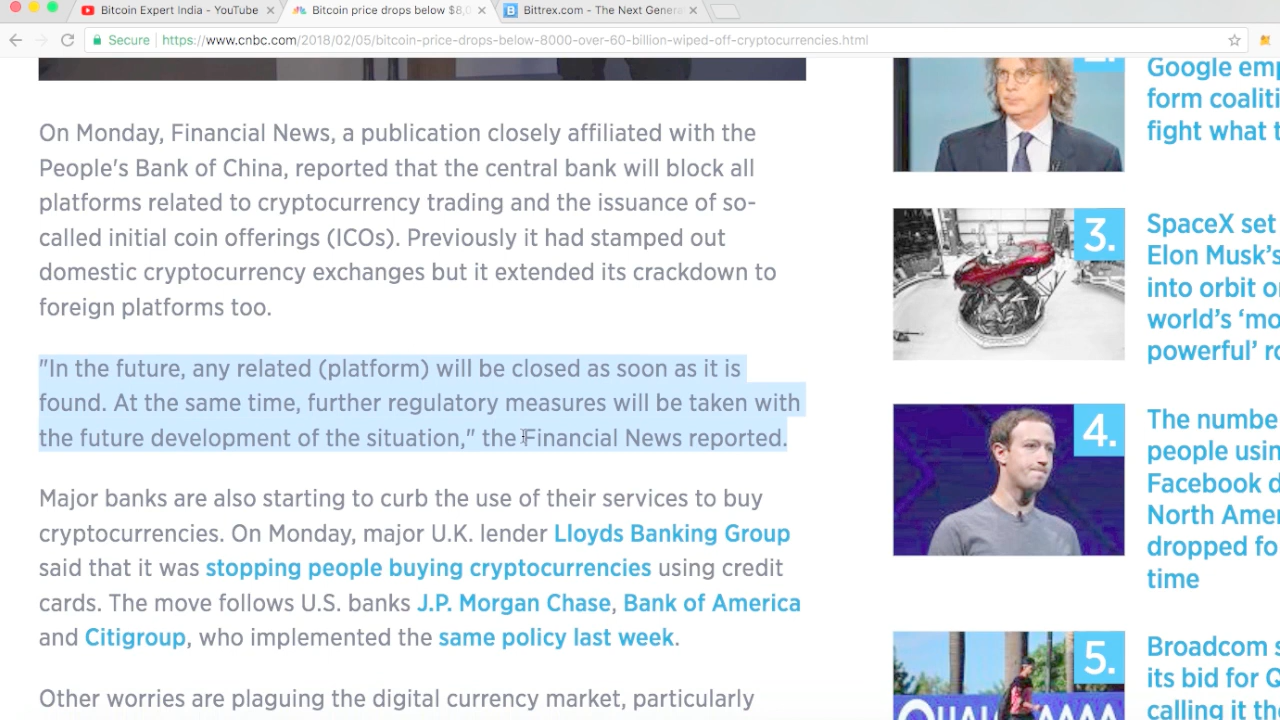 Bitcoin Expert India - YouTube
Bitcoin price drops below $8,0
Bittrex.com - The Next Genera
Secure
https://www.cnbc.com/2018/02/05/bitcoin-price-drops-below-8000-over-60-billion-wiped-off-cryptocurrencies.html
On Monday, Financial News, a publication closely affiliated with the
People's Bank of China, reported that the central bank will block all
platforms related to cryptocurrency trading and the issuance of so-
called initial coin offerings (ICOs). Previously it had stamped out
domestic cryptocurrency exchanges but it extended its crackdown to
foreign platforms too.
"In the future, any related (platform) will be closed as soon as it is
found. At the same time, further regulatory measures will be taken with
the future development of the situation," the Financial News reported.
Major banks are also starting to curb the use of their services to buy
cryptocurrencies. On Monday, major U.K. lender Lloyds Banking Group
said that it was stopping people buying cryptocurrencies using credit
cards. The move follows U.S. banks J.P. Morgan Chase, Bank of America
and Citigroup, who implemented the same policy last week.
Other worries are plaguing the digital currency market, particularly
Google emp
form coaliti
fight what t
3.
SpaceX set
Elon Musk's
into orbit o
world's 'mo
powerful' ro
4.
The numbe
people usin
Facebook d
North Amer
dropped fo
time
5.
Broadcom s
its bid for Q
calling it the